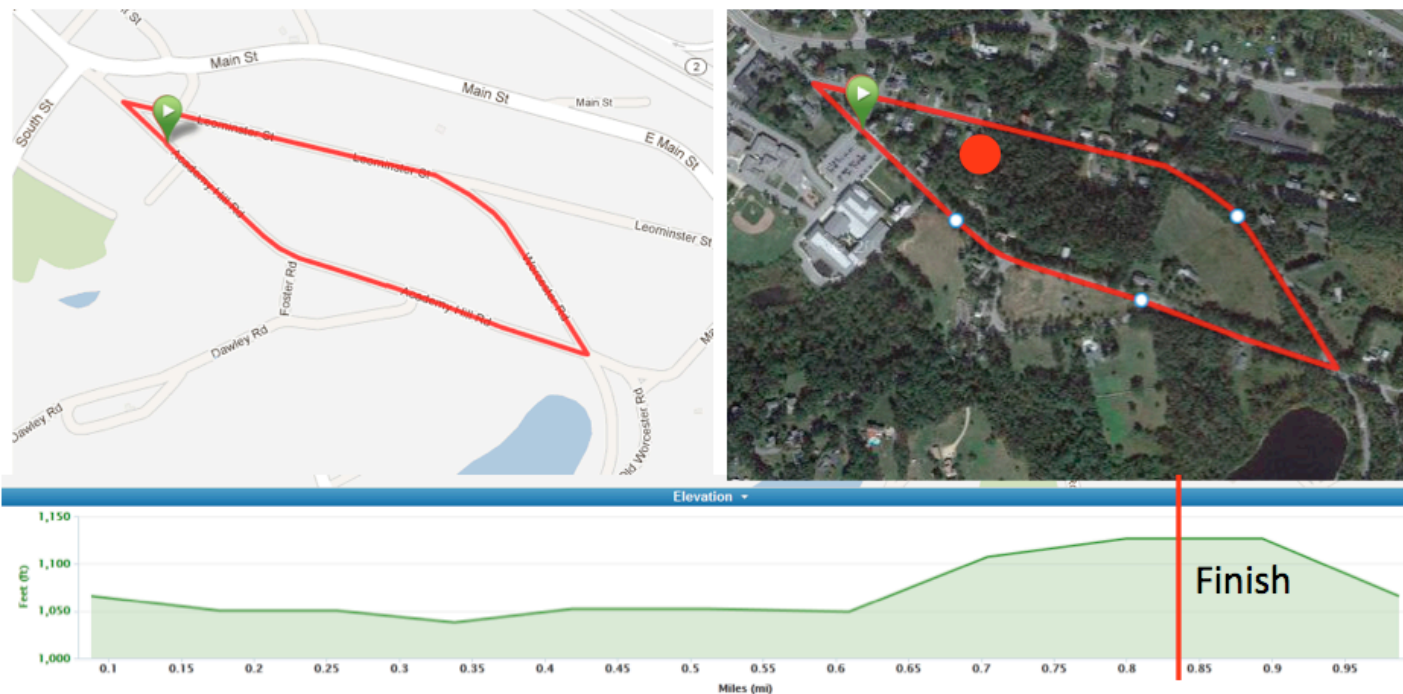 Main St
Main St
Main St
2
E Main St
South St
Leominster St
Leominster St
Leominster St
Academy Hill Rd
Academy Hill Rd
Worcester Rd
Foster Rd
Dawley Rd
Dawley Rd
Old Worcester Rd
Elevation
1,150
1,100
1,050
1,000
Feet (ft)
Finish
0.1 0.15 0.2 0.25 0.3 0.35 0.4 0.45 0.5 0.55 0.6 0.65 0.7 0.75 0.8 0.85 0.9 0.95
Miles (mi)